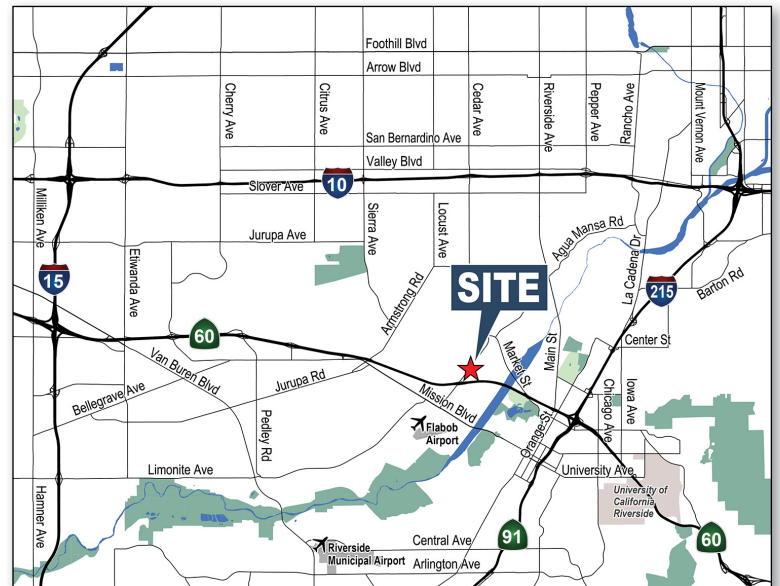 Foothill Blvd
Arrow Blvd
Cherry Ave
Citrus Ave
Cedar Ave
Riverside Ave
Pepper Ave
Rancho Ave
Mount Vernon Ave
San Bernardino Ave
Valley Blvd
Slover Ave
10
Milliken Ave
Sierra Ave
Locust Ave
Jurupa Ave
Agua Mansa Rd
La Cadena Dr
Etiwanda Ave
15
215
Barton Rd
SITE
Armstrong Rd
60
Center St
Main St
Market St
Van Buren Blvd
Jurupa Rd
Bellegrave Ave
Mission Blvd
Chicago Ave
Iowa Ave
Pedley Rd
Flabob
Airport
Orange St
Limonite Ave
University Ave
Hamner Ave
University of
California
Riverside
91
60
Central Ave
Riverside
Municipal Airport
Arlington Ave